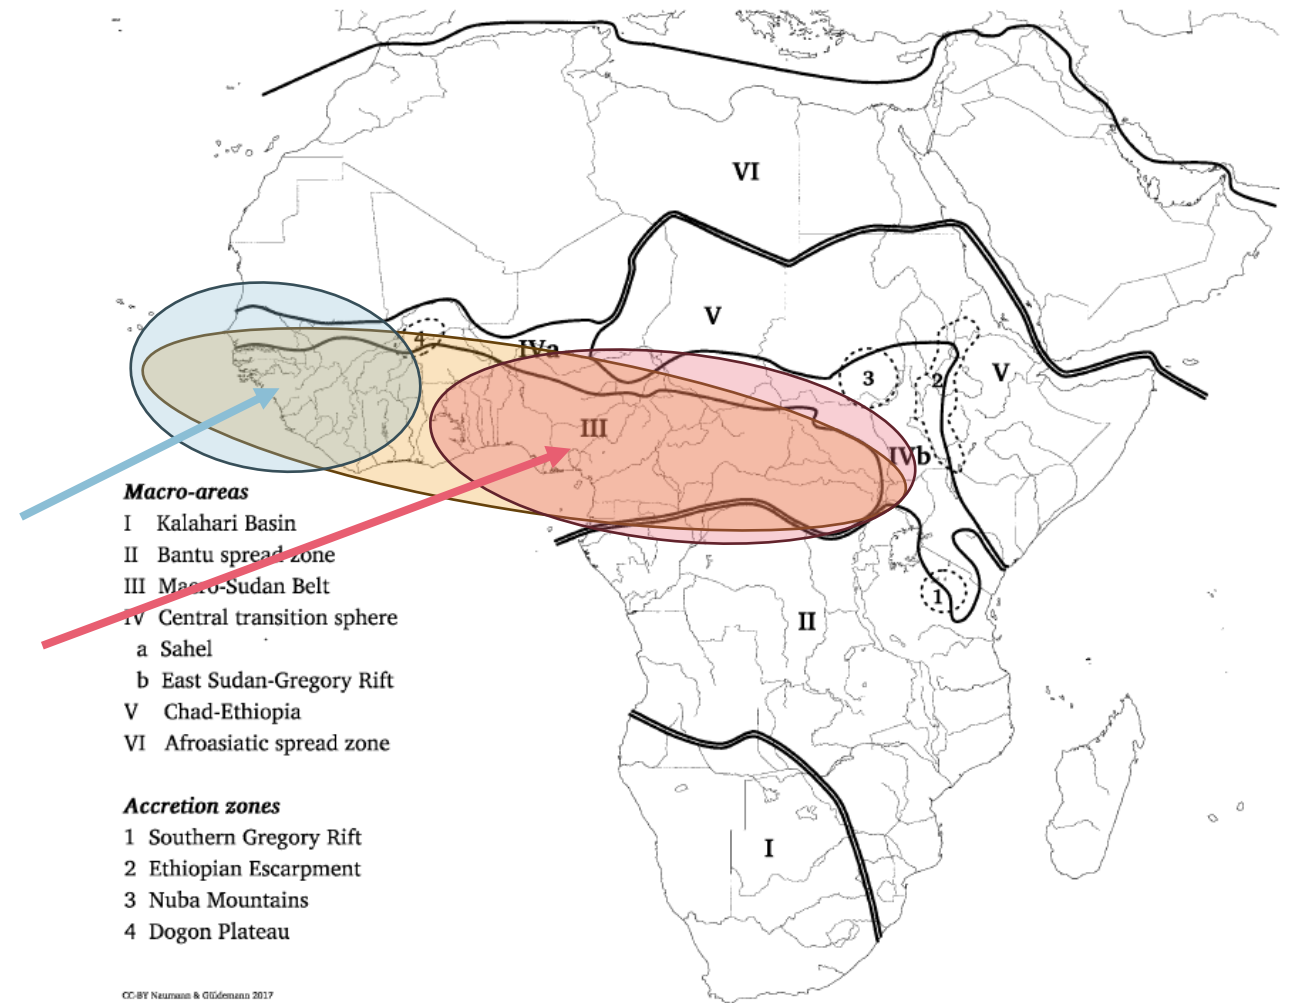 VI
V
4
IVa
3
2
V
III
IVb
Macro-areas
I Kalahari Basin
II Bantu spread zone
III Macro-Sudan Belt
IV Central transition sphere
a Sahel
b East Sudan-Gregory Rift
V Chad-Ethiopia
VI Afroasiatic spread zone
1
II
I
Accretion zones
1 Southern Gregory Rift
2 Ethiopian Escarpment
3 Nuba Mountains
4 Dogon Plateau
CC-BY Naumann & Güldemann 2017